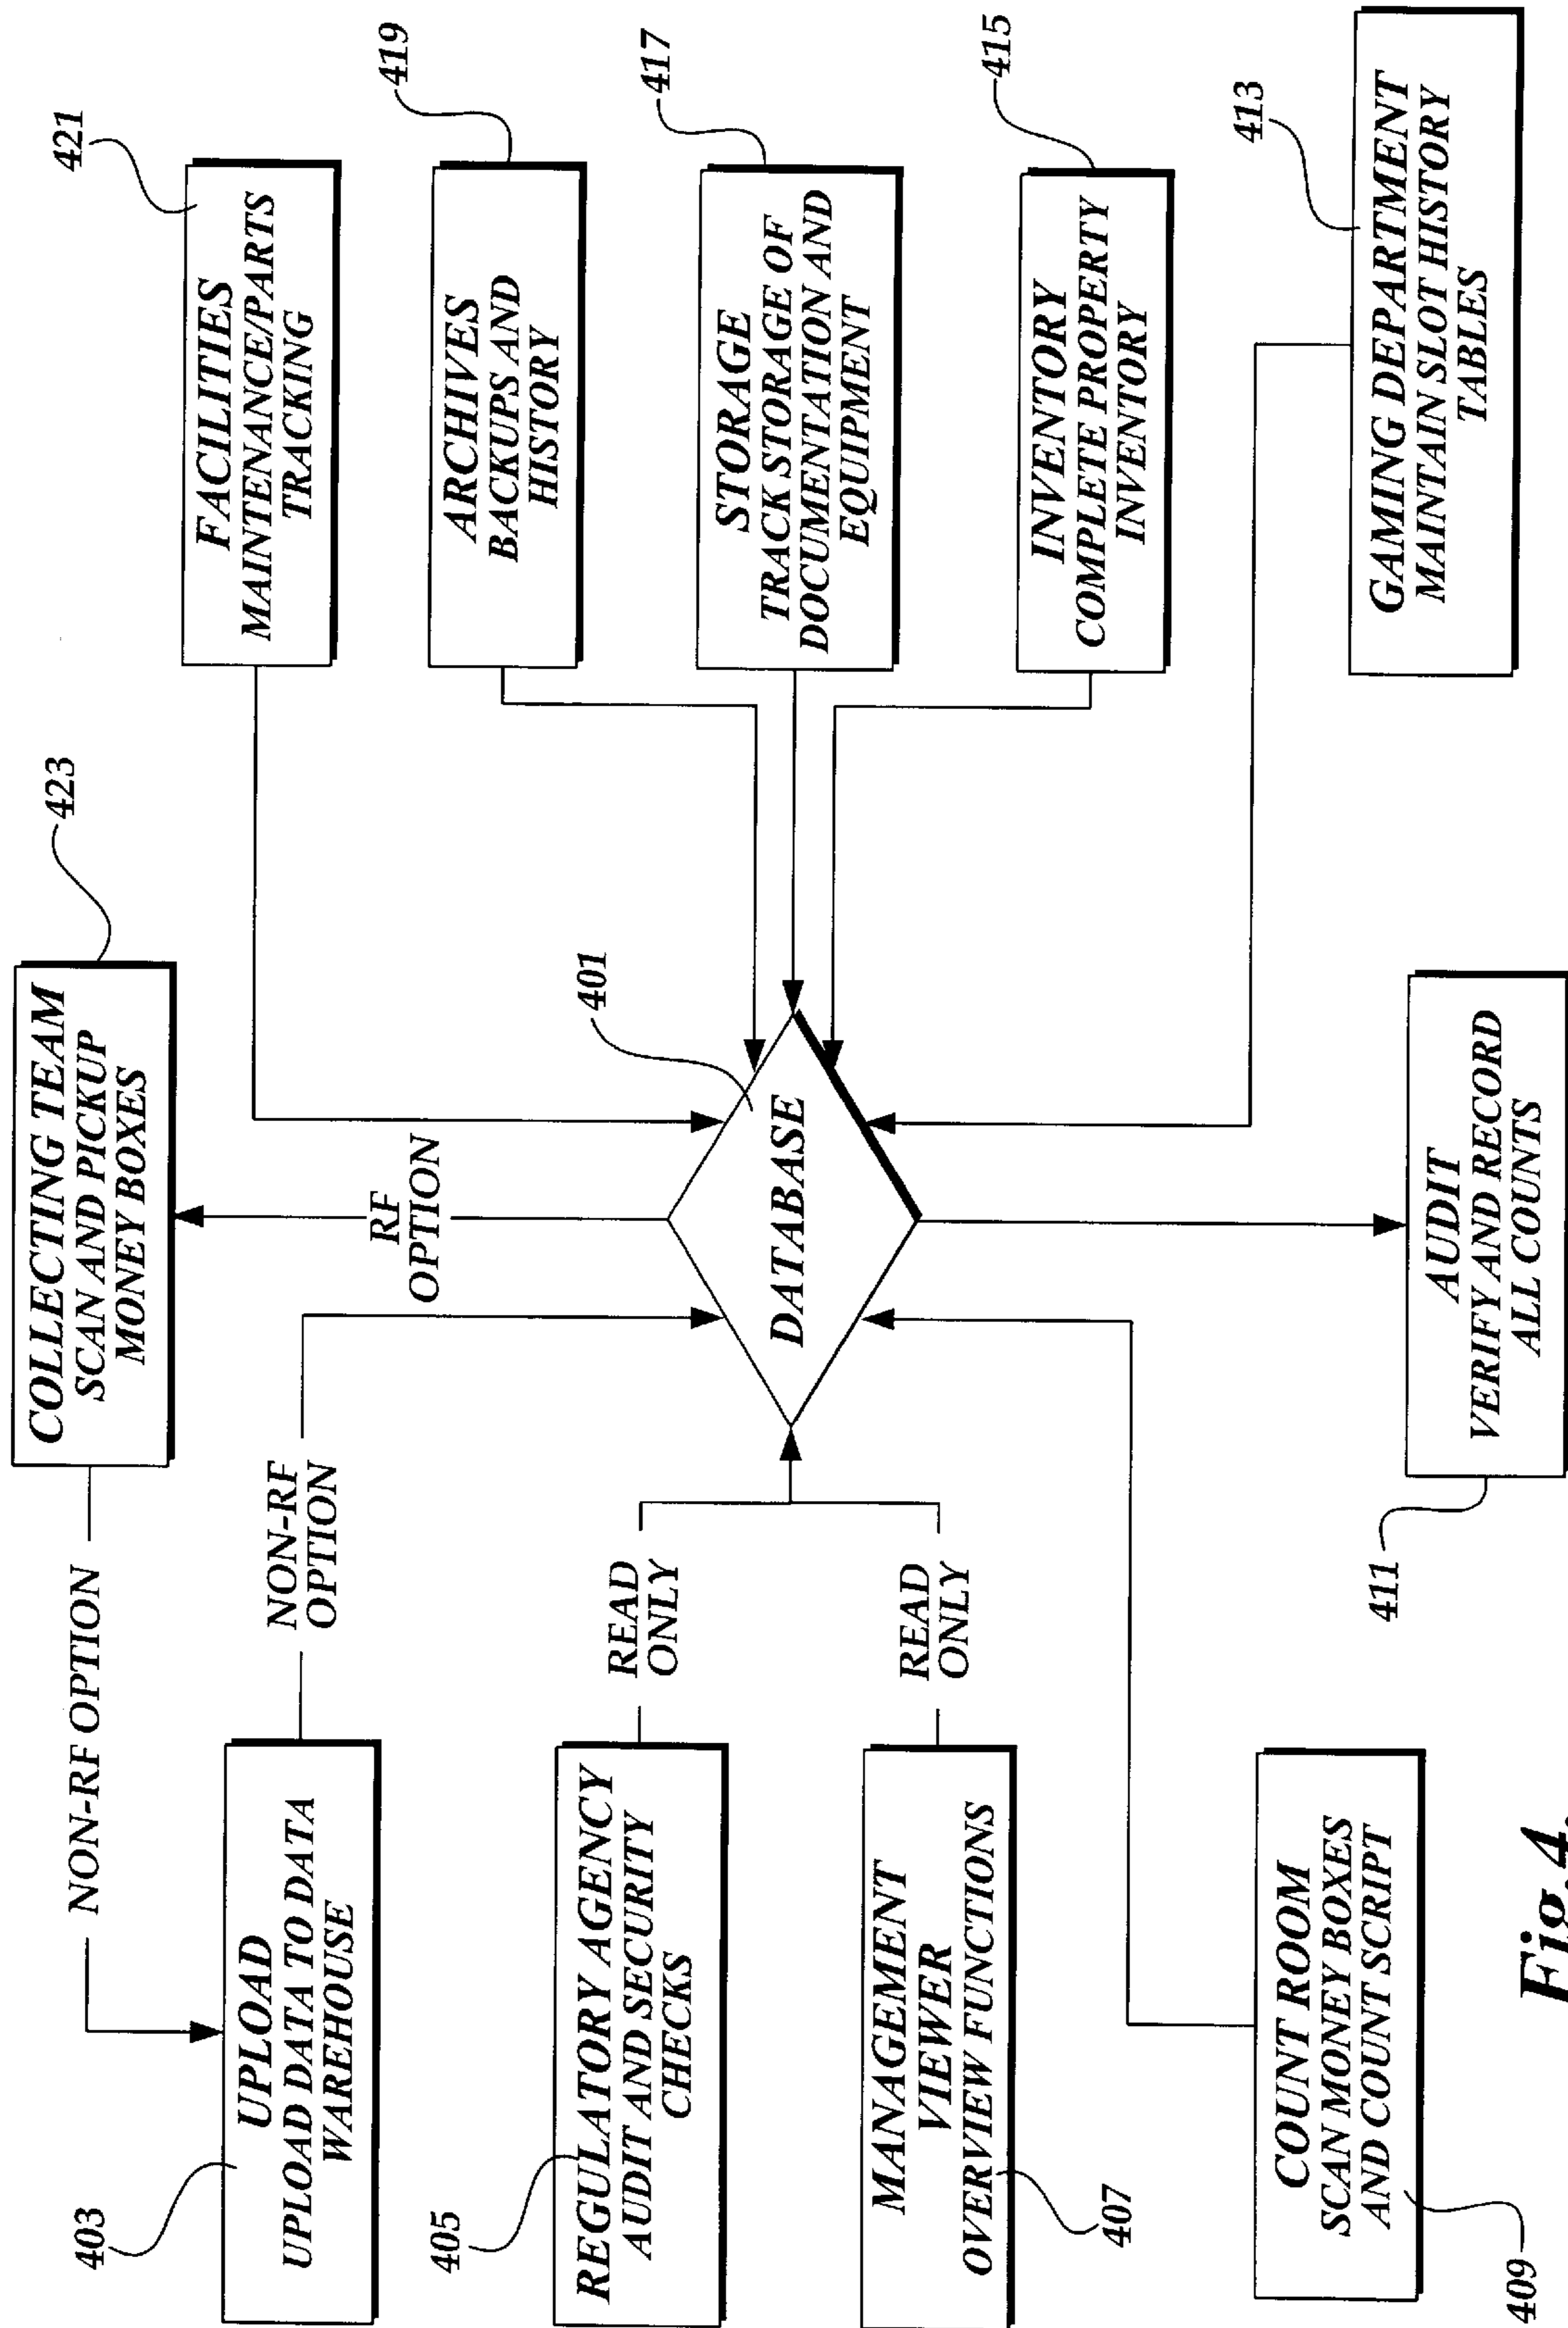 423
COLLECTING TEAM
SCAN AND PICKUP
MONEY BOXES
NON-RF OPTION
403
UPLOAD
UPLOAD DATA TO DATA
WAREHOUSE
NON-RF
OPTION
RF
OPTION
421
FACILITIES
MAINTENANCE/PARTS
TRACKING
405
REGULATORY AGENCY
AUDIT AND SECURITY
CHECKS
READ
ONLY
419
ARCHIVES
BACKUPS AND
HISTORY
401
DATABASE
417
STORAGE
TRACK STORAGE OF
DOCUMENTATION AND
EQUIPMENT
407
MANAGEMENT
VIEWER
OVERVIEW FUNCTIONS
READ
ONLY
415
INVENTORY
COMPLETE PROPERTY
INVENTORY
409
COUNT ROOM
SCAN MONEY BOXES
AND COUNT SCRIPT
411
AUDIT
VERIFY AND RECORD
ALL COUNTS
413
GAMING DEPARTMENT
MAINTAIN SLOT HISTORY
TABLES
Fig.4.